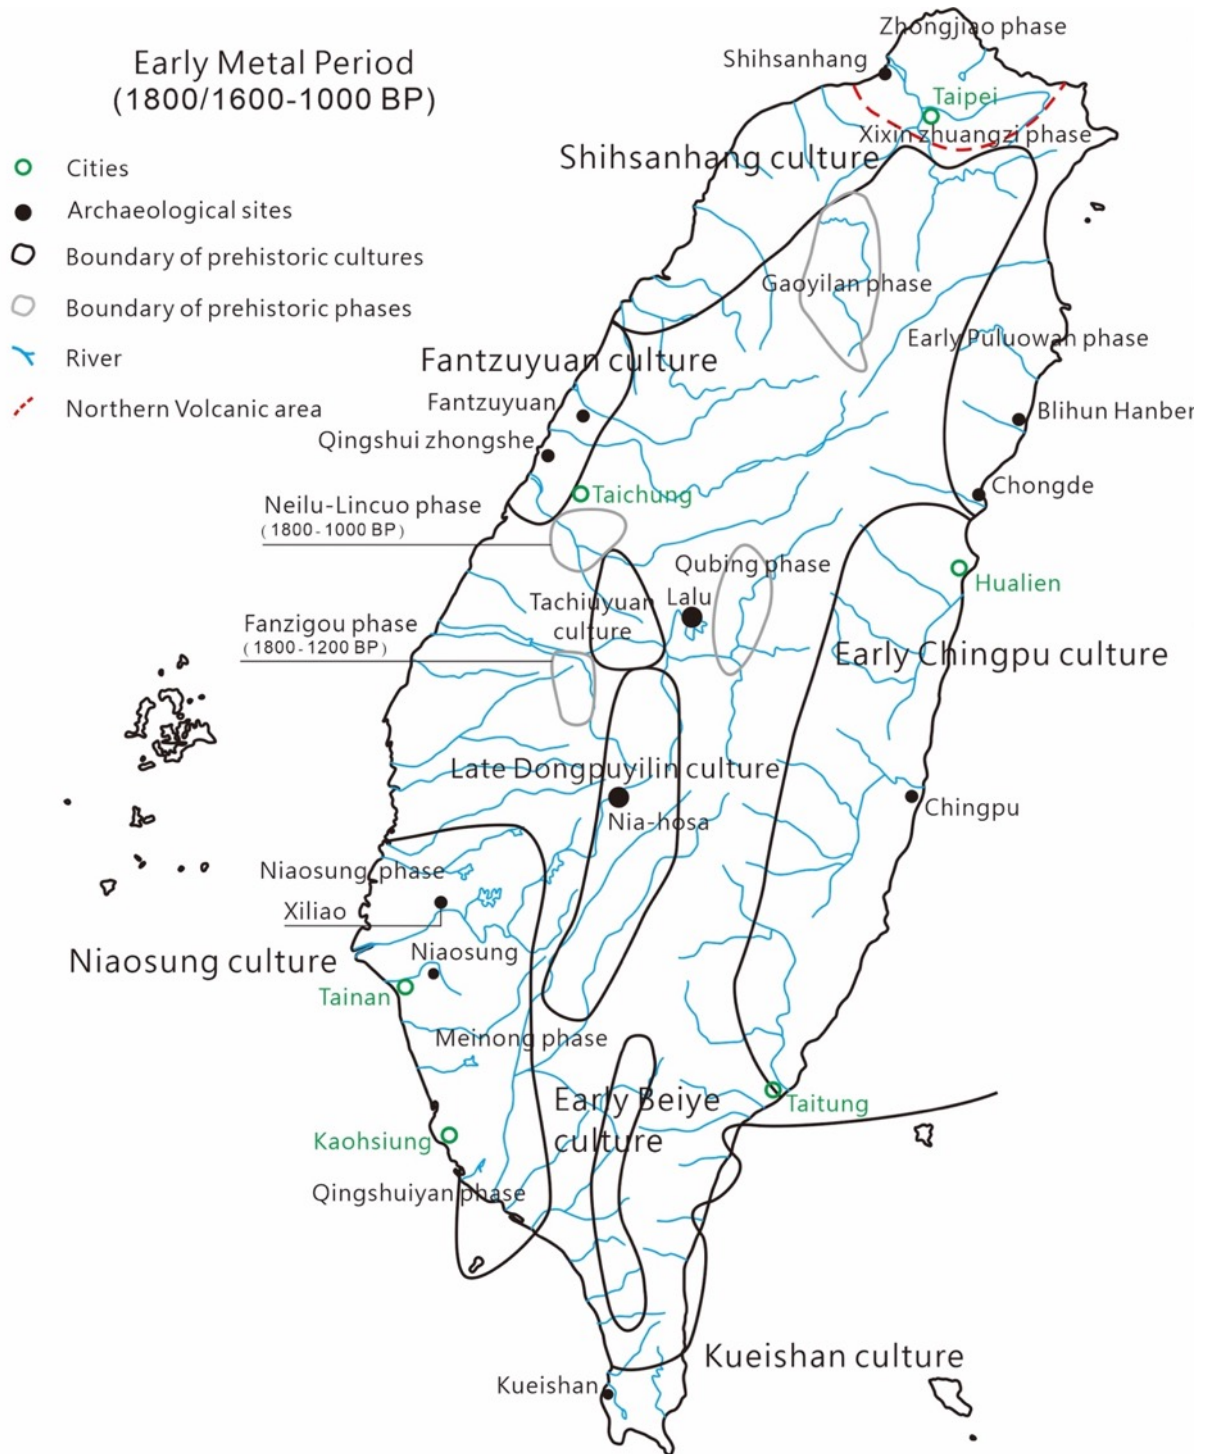 Early Metal Period
(1800/1600-1000 BP)
Cities
Archaeological sites
Boundary of prehistoric cultures
Boundary of prehistoric phases
River
Northern Volcanic area
Zhongjiao phase
Shihsanhang
Taipei
Xixin zhuangzi phase
Shihsanhang culture
Gaoyilan phase
Early Puluowan phase
Fantzuyuan culture
Fantzuyuan
Blihun Hanben
Qingshui zhongshe
Taichung
Chongde
Neilu-Lincuo phase
(1800-1000 BP)
Qubing phase
Hualien
Lalu
Tachiuyuan
culture
Fanzigou phase
(1800-1200 BP)
Early Chingpu culture
Late Dongpuyilin culture
Nia-hosa
Chingpu
Niaosung phase
Xiliao
Niaosung
Niaosung culture
Tainan
Meinong phase
Early Beiye
culture
Taitung
Kaohsiung
Qingshuiyan phase
Kueishan culture
Kueishan